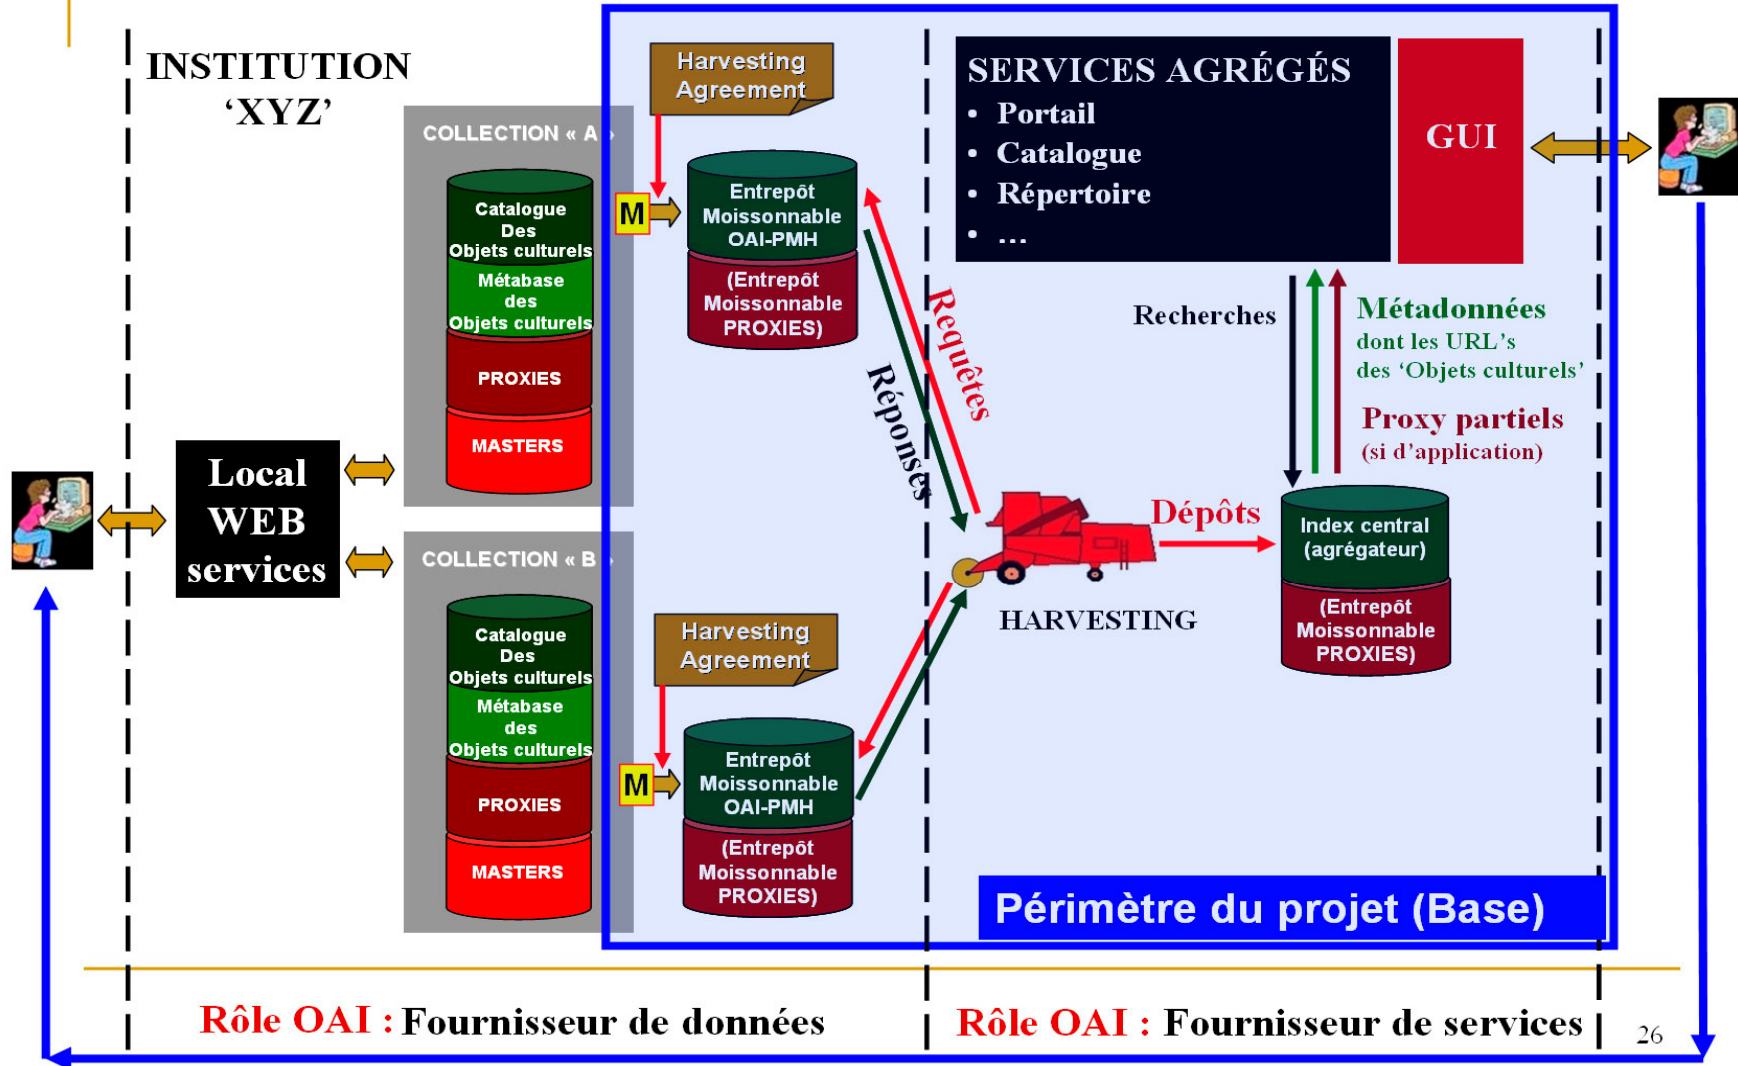 INSTITUTION
‘XYZ’
COLLECTION « A »
Catalogue
Des
Objets culturels
Métabase
des
Objets culturels
PROXIES
MASTERS
Harvesting
Agreement
M
Entrepôt
Moissonnable
OAI-PMH
(Entrepôt
Moissonnable
PROXIES)
SERVICES AGRÉGÉS
• Portail
• Catalogue
• Répertoire
• ...
GUI
Requêtes
Réponses
Recherches
Métadonnées
dont les URL’s
des ‘Objets culturels’
Proxy partiels
(si d’application)
Local
WEB
services
COLLECTION « B »
Catalogue
Des
Objets culturels
Métabase
des
Objets culturels
PROXIES
MASTERS
Harvesting
Agreement
M
Entrepôt
Moissonnable
OAI-PMH
(Entrepôt
Moissonnable
PROXIES)
HARVESTING
Dépôts
Index central
(agrégateur)
(Entrepôt
Moissonnable
PROXIES)
Périmètre du projet (Base)
Rôle OAI : Fournisseur de données
Rôle OAI : Fournisseur de services
26